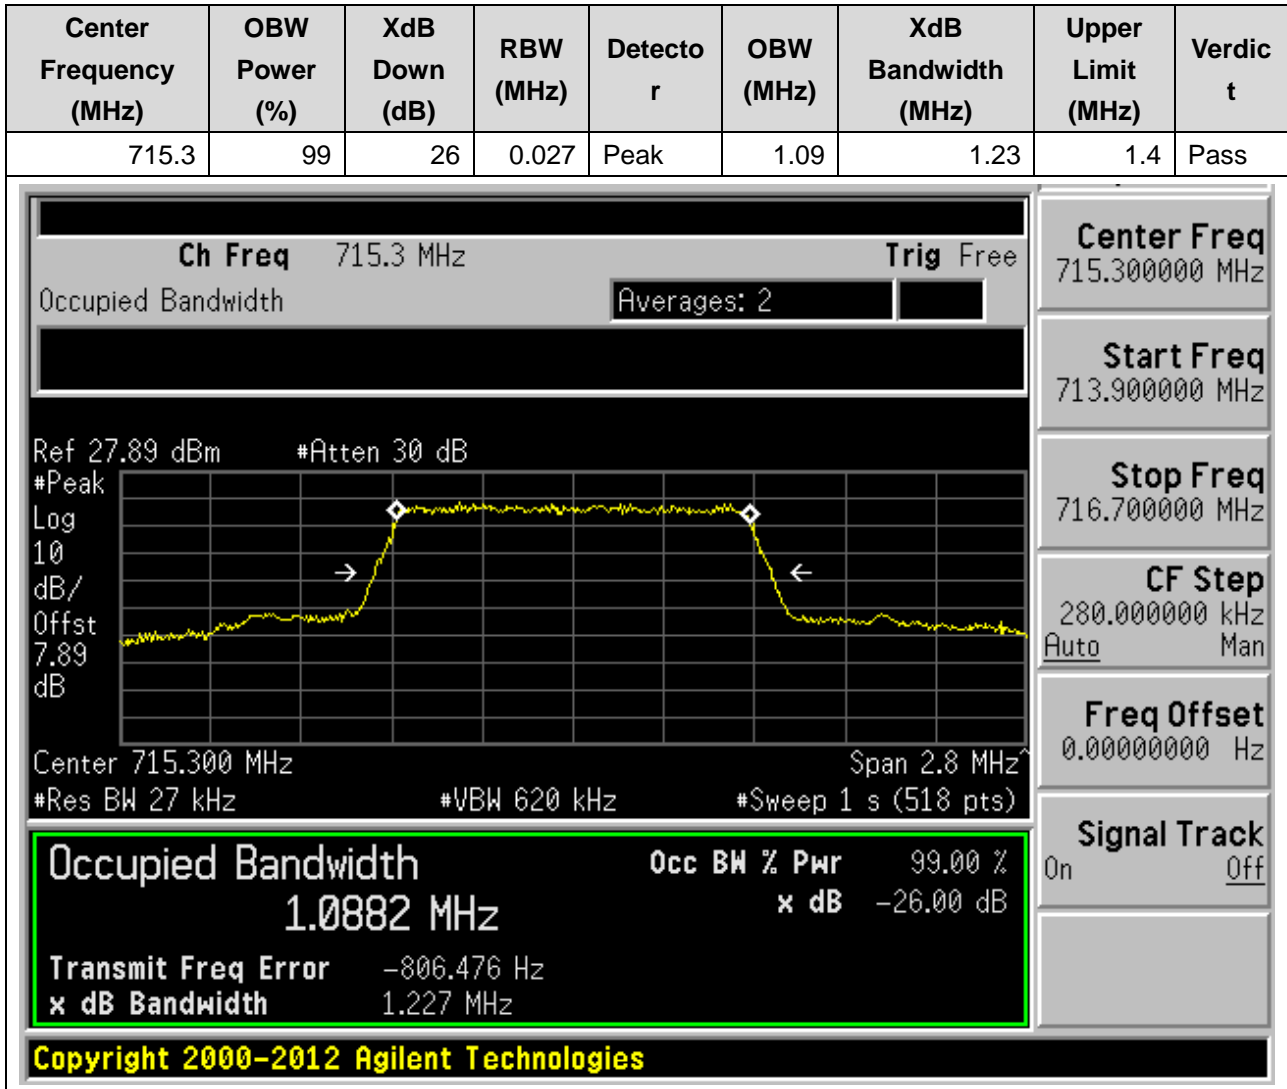 Center Frequency (MHz) OBW Power (%) XdB Down (dB) RBW (MHz) Detecto r OBW (MHz) XdB Bandwidth (MHz) Upper Limit (MHz) Verdic t
715.3 99 26 0.027 Peak 1.09 1.23 1.4 Pass
Ch Freq 715.3 MHz Trig Free
Occupied Bandwidth Averages: 2
Ref 27.89 dBm #Atten 30 dB
#Peak
Log
10
dB/
Offst
7.89
dB
Center 715.300 MHz Span 2.8 MHz^
#Res BW 27 kHz #VBW 620 kHz #Sweep 1 s (518 pts)
Occupied Bandwidth Occ BW % Pwr 99.00 %
1.0882 MHz x dB -26.00 dB
Transmit Freq Error -806.476 Hz
x dB Bandwidth 1.227 MHz
Copyright 2000-2012 Agilent Technologies
Center Freq
715.300000 MHz
Start Freq
713.900000 MHz
Stop Freq
716.700000 MHz
CF Step
280.000000 kHz
Auto Man
Freq Offset
0.00000000 Hz
Signal Track
On Off